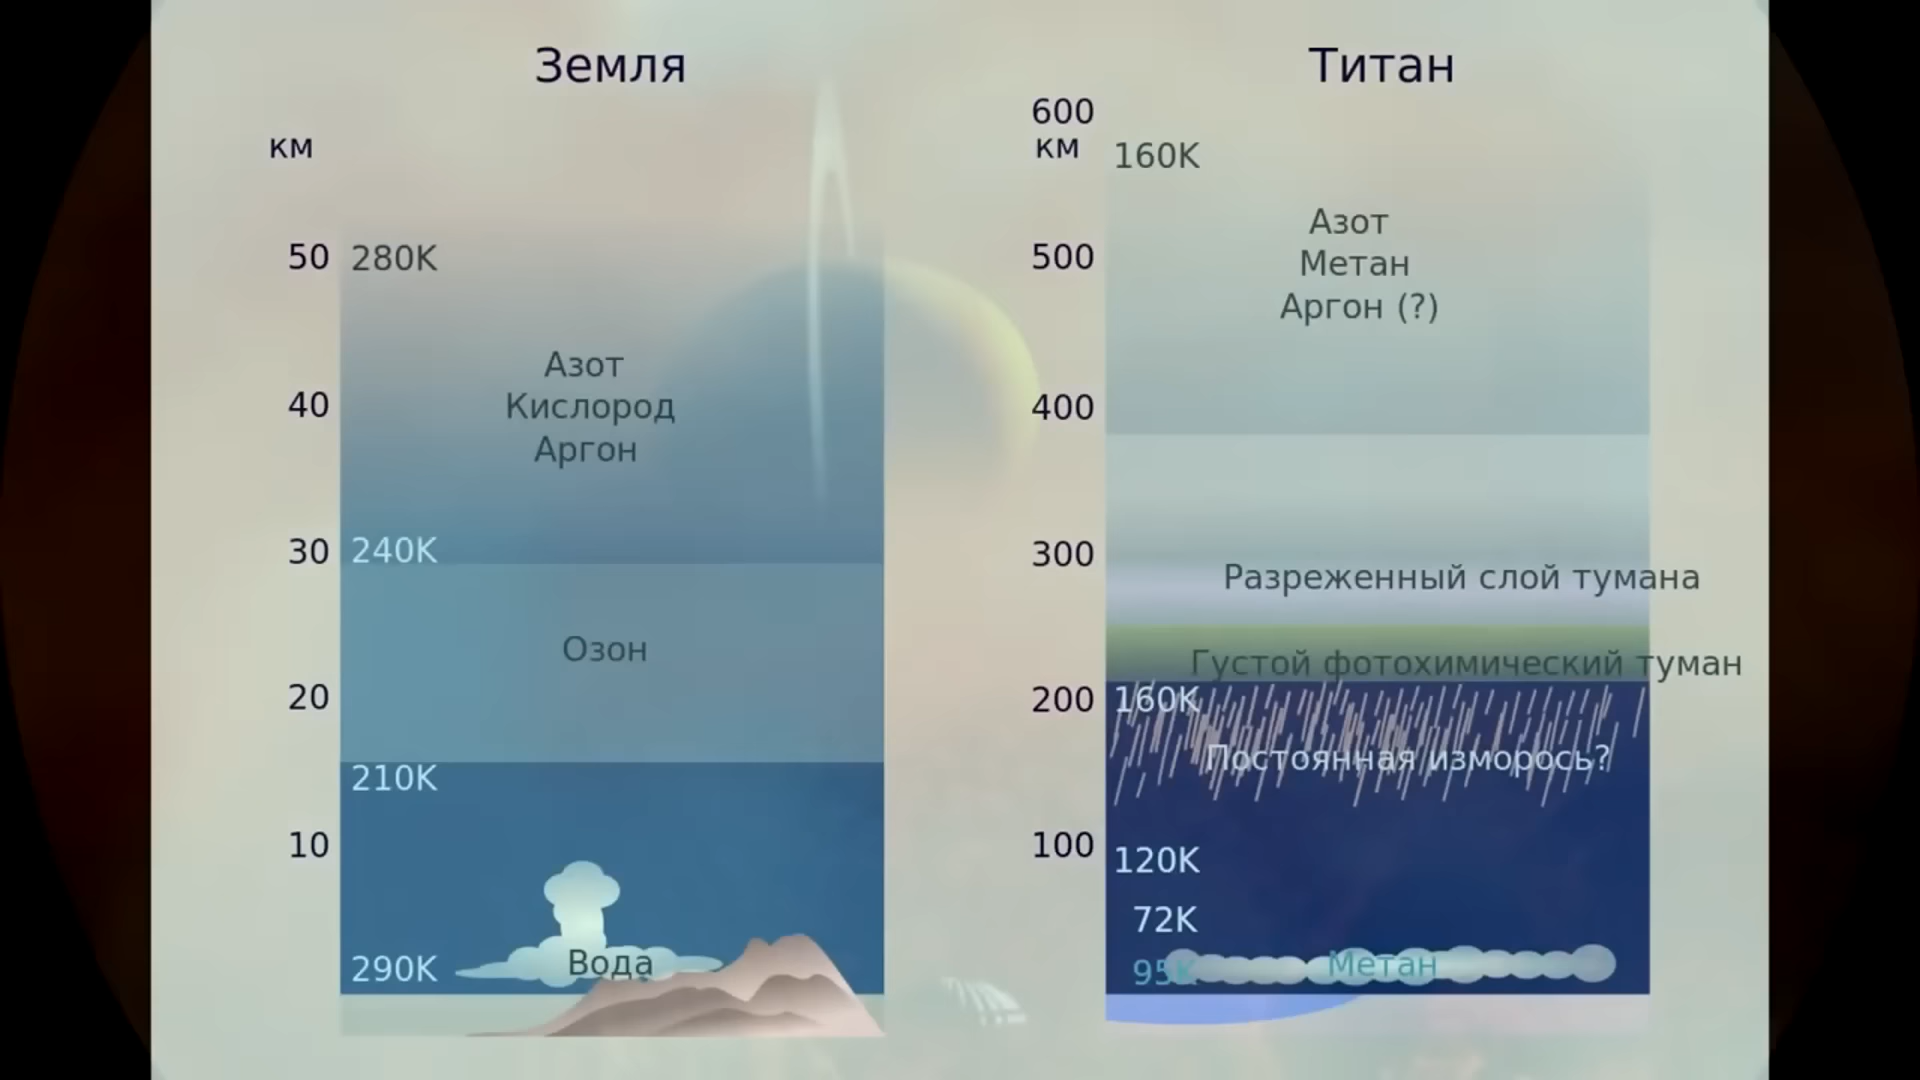 Земля
км
50 280K
Азот
40 Кислород
Аргон
30 240K
Озон
20
210K
10
290K Вода
Титан
600
км 160K
Азот
500 Метан
Аргон (?)
400
300
Разреженный слой тумана
Густой фотохимический туман
200 160K
Постоянная изморось?
100 120K
72K
95K Метан